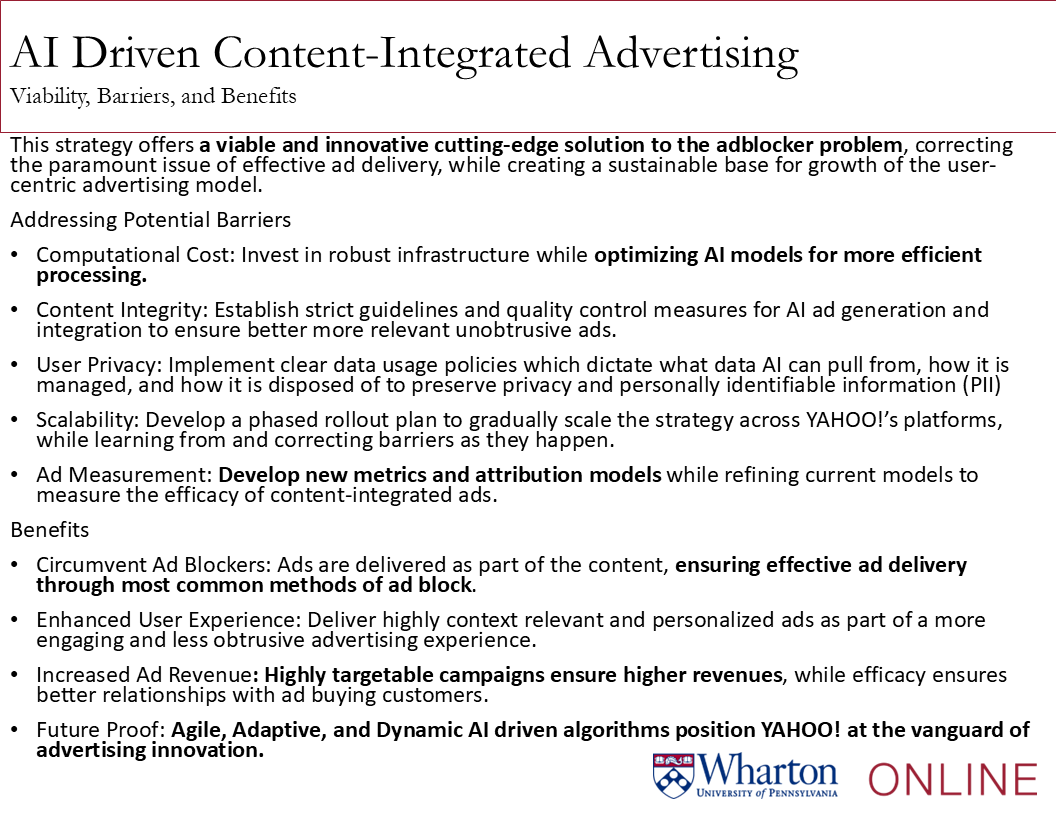 AI Driven Content-Integrated Advertising
Viability, Barriers, and Benefits
This strategy offers a viable and innovative cutting-edge solution to the adblocker problem, correcting
the paramount issue of effective ad delivery, while creating a sustainable base for growth of the user-
centric advertising model.
Addressing Potential Barriers
• Computational Cost: Invest in robust infrastructure while optimizing AI models for more efficient
processing.
• Content Integrity: Establish strict guidelines and quality control measures for AI ad generation and
integration to ensure better more relevant unobtrusive ads.
• User Privacy: Implement clear data usage policies which dictate what data AI can pull from, how it is
managed, and how it is disposed of to preserve privacy and personally identifiable information (PII)
• Scalability: Develop a phased rollout plan to gradually scale the strategy across YAHOO!’s platforms,
while learning from and correcting barriers as they happen.
• Ad Measurement: Develop new metrics and attribution models while refining current models to
measure the efficacy of content-integrated ads.
Benefits
• Circumvent Ad Blockers: Ads are delivered as part of the content, ensuring effective ad delivery
through most common methods of ad block.
• Enhanced User Experience: Deliver highly context relevant and personalized ads as part of a more
engaging and less obtrusive advertising experience.
• Increased Ad Revenue: Highly targetable campaigns ensure higher revenues, while efficacy ensures
better relationships with ad buying customers.
• Future Proof: Agile, Adaptive, and Dynamic AI driven algorithms position YAHOO! at the vanguard of
advertising innovation.
Wharton ONLINE
UNIVERSITY of PENNSYLVANIA